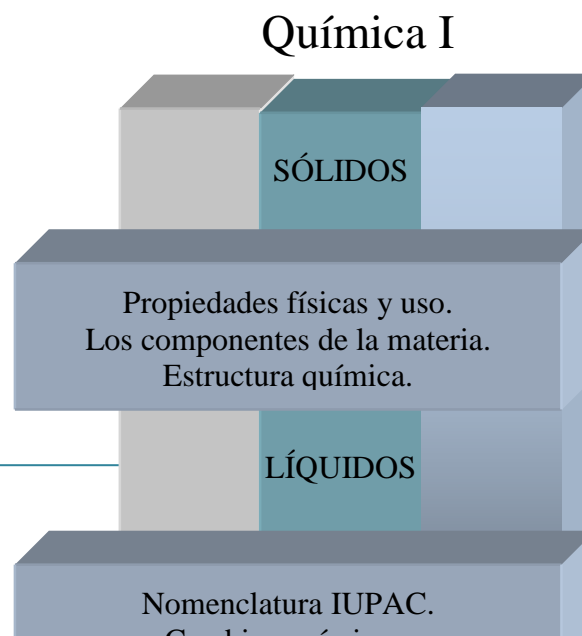 Química I
SÓLIDOS
Propiedades físicas y uso.
Los componentes de la materia.
Estructura química.
LÍQUIDOS
Nomenclatura IUPAC.